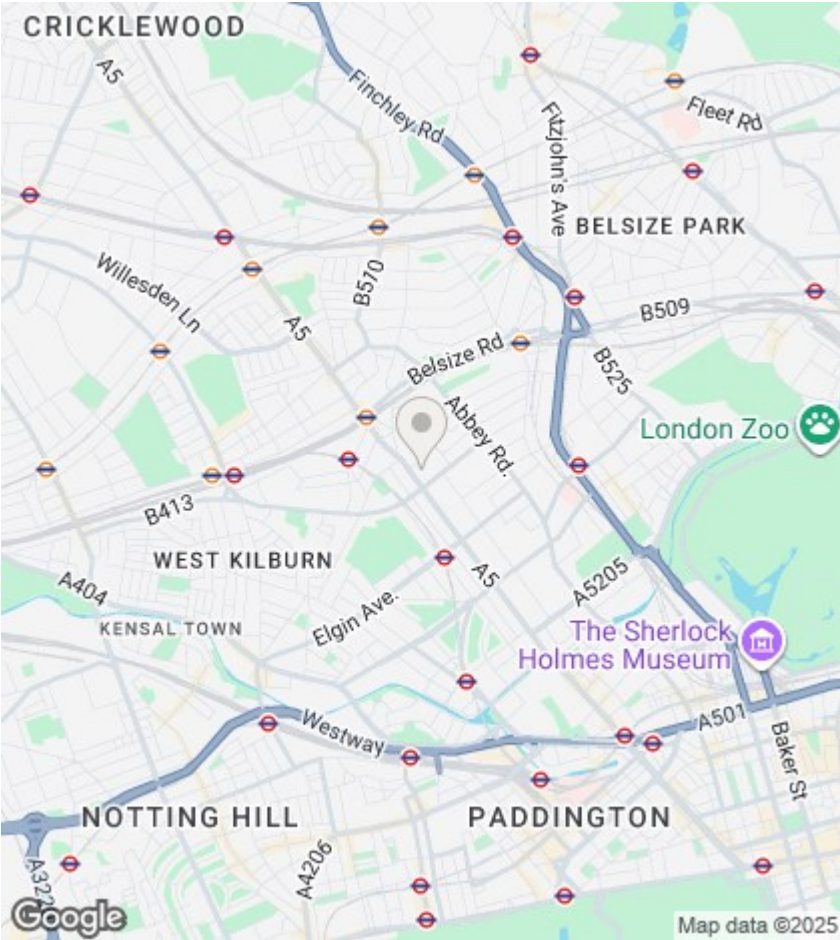 CRICKLEWOOD
A5
Finchley Rd
Fitzjohn's Ave
Fleet Rd
BELSIZE PARK
Willesden Ln
B570
A5
B509
Belsize Rd
B525
Abbey Rd.
London Zoo
B413
WEST KILBURN
A5
A404
A5205
Elgin Ave.
KENSAL TOWN
The Sherlock
Holmes Museum
Westway
A501
Baker St
NOTTING HILL
PADDINGTON
A4206
A322
Google
Map data ©2025